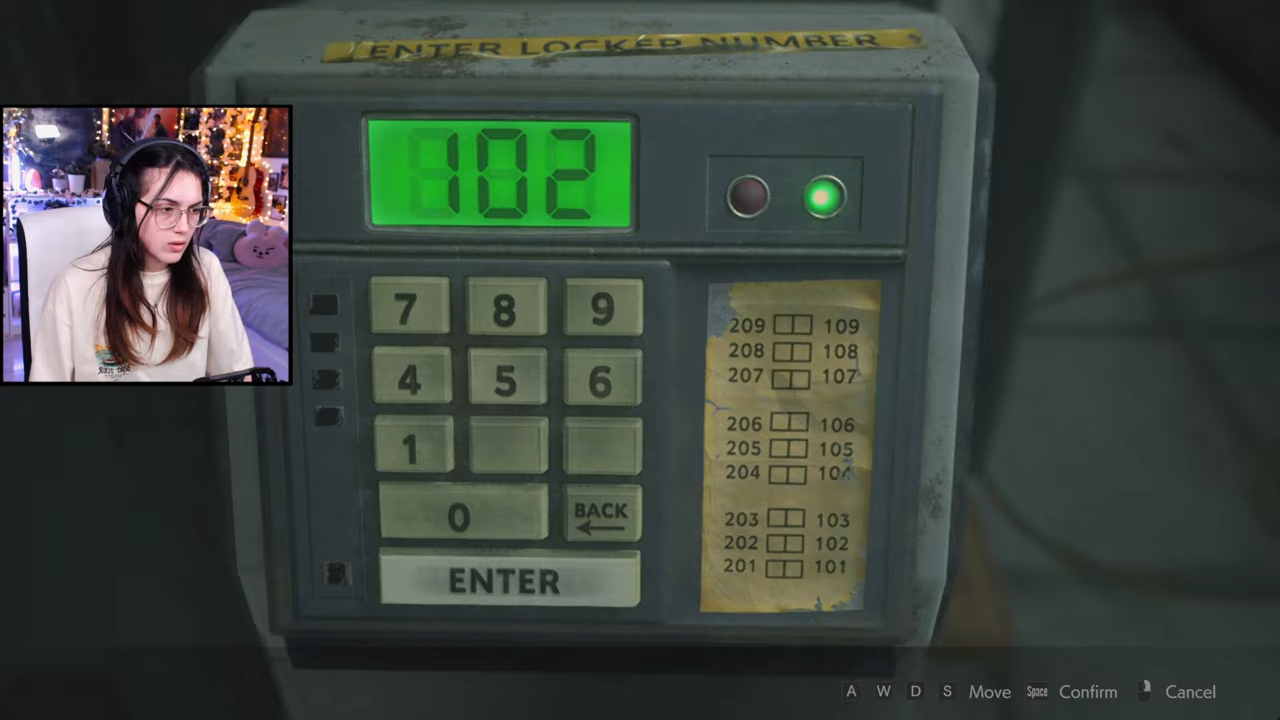 ENTER LOCKER NUMBER
102
7 8 9
4 5 6
1
0 BACK
ENTER
209 109
208 108
207 107
206 106
205 105
204 104
203 103
202 102
201 101
A W D S Move Space Confirm Cancel